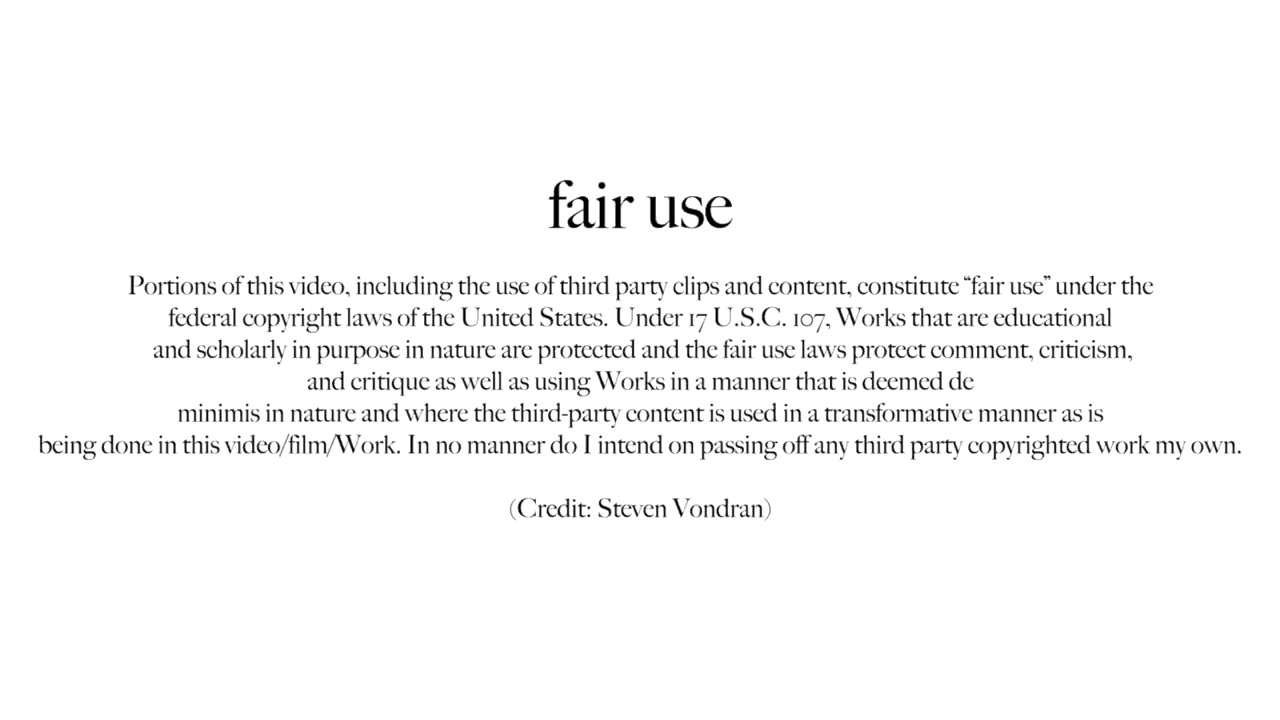 fair use
Portions of this video, including the use of third party clips and content, constitute “fair use” under the
federal copyright laws of the United States. Under 17 U.S.C. 107, Works that are educational
and scholarly in purpose in nature are protected and the fair use laws protect comment, criticism,
and critique as well as using Works in a manner that is deemed de
minimis in nature and where the third-party content is used in a transformative manner as is
being done in this video/film/Work. In no manner do I intend on passing off any third party copyrighted work my own.
(Credit: Steven Vondran)